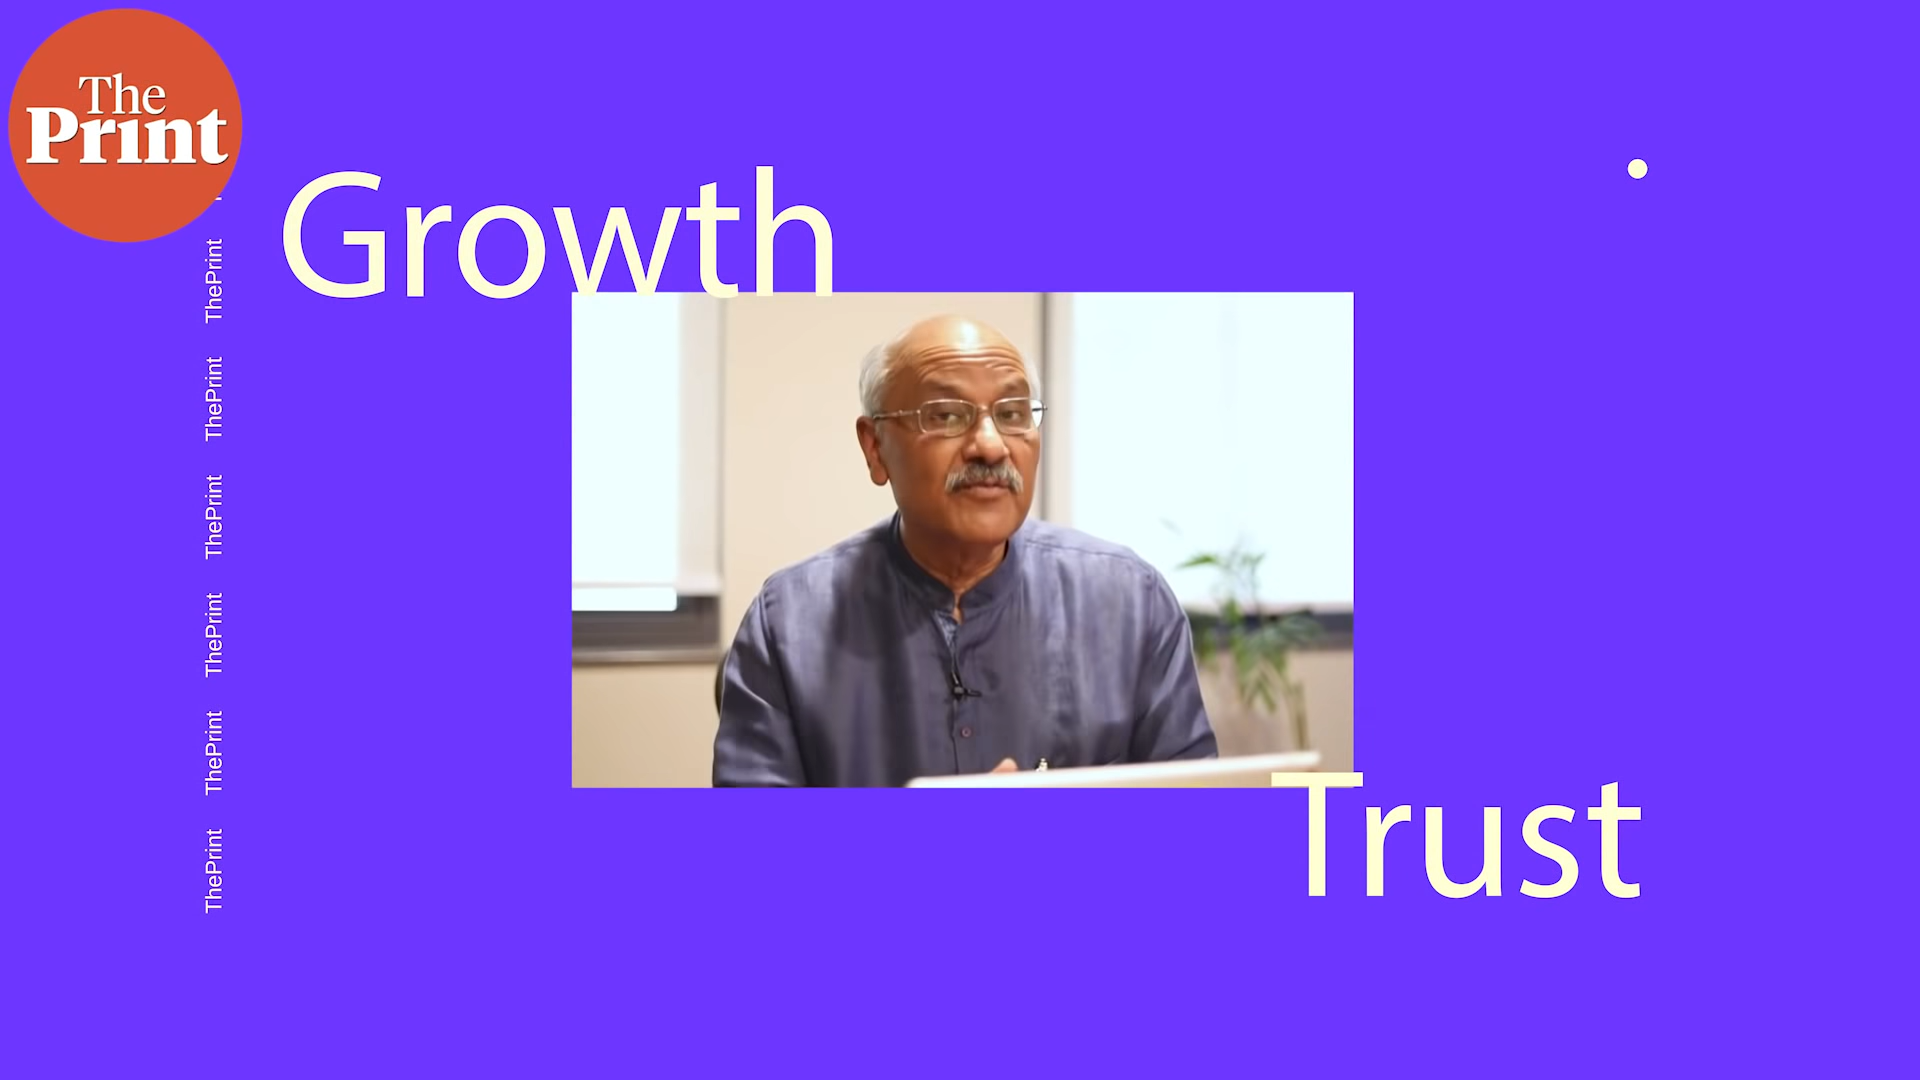 The
Print
Growth
Trust
ThePrint
ThePrint
ThePrint
ThePrint
ThePrint
ThePrint